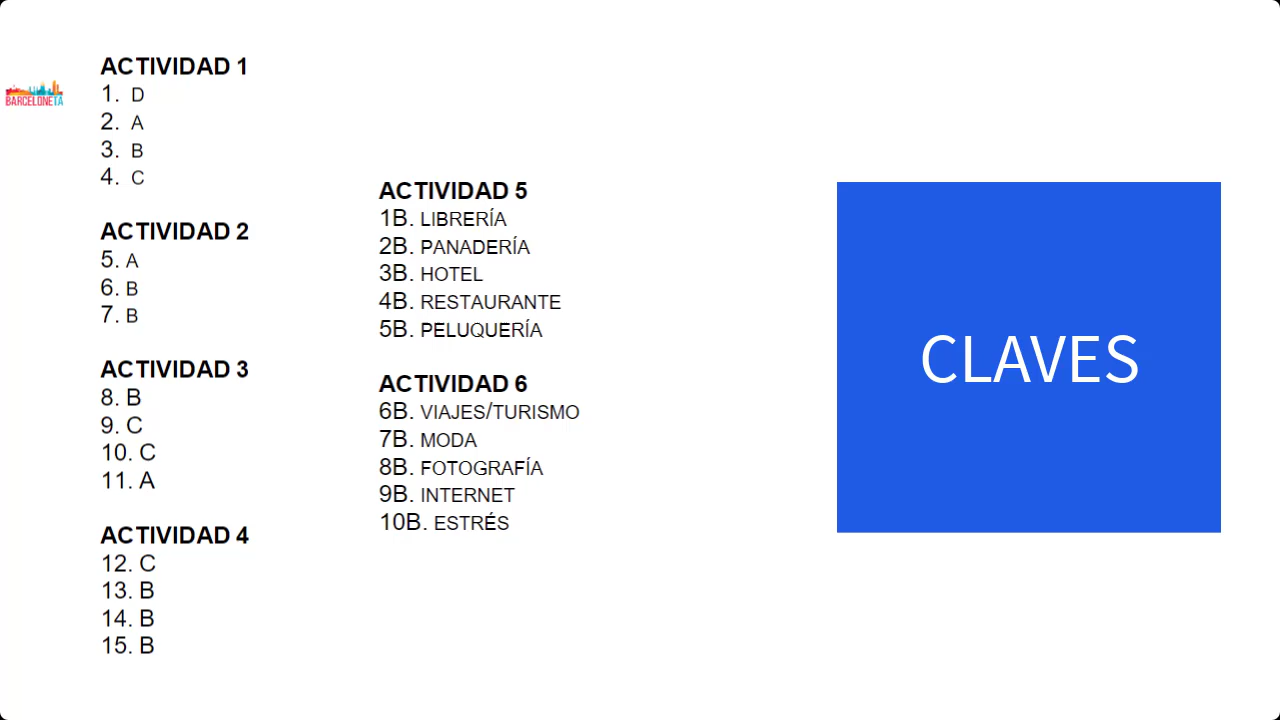 BARCELONETA
ACTIVIDAD 1
1. D
2. A
3. B
4. C
ACTIVIDAD 2
5. A
6. B
7. B
ACTIVIDAD 3
8. B
9. C
10. C
11. A
ACTIVIDAD 4
12. C
13. B
14. B
15. B
ACTIVIDAD 5
1B. LIBRERÍA
2B. PANADERÍA
3B. HOTEL
4B. RESTAURANTE
5B. PELUQUERÍA
ACTIVIDAD 6
6B. VIAJES/TURISMO
7B. MODA
8B. FOTOGRAFÍA
9B. INTERNET
10B. ESTRÉS
CLAVES